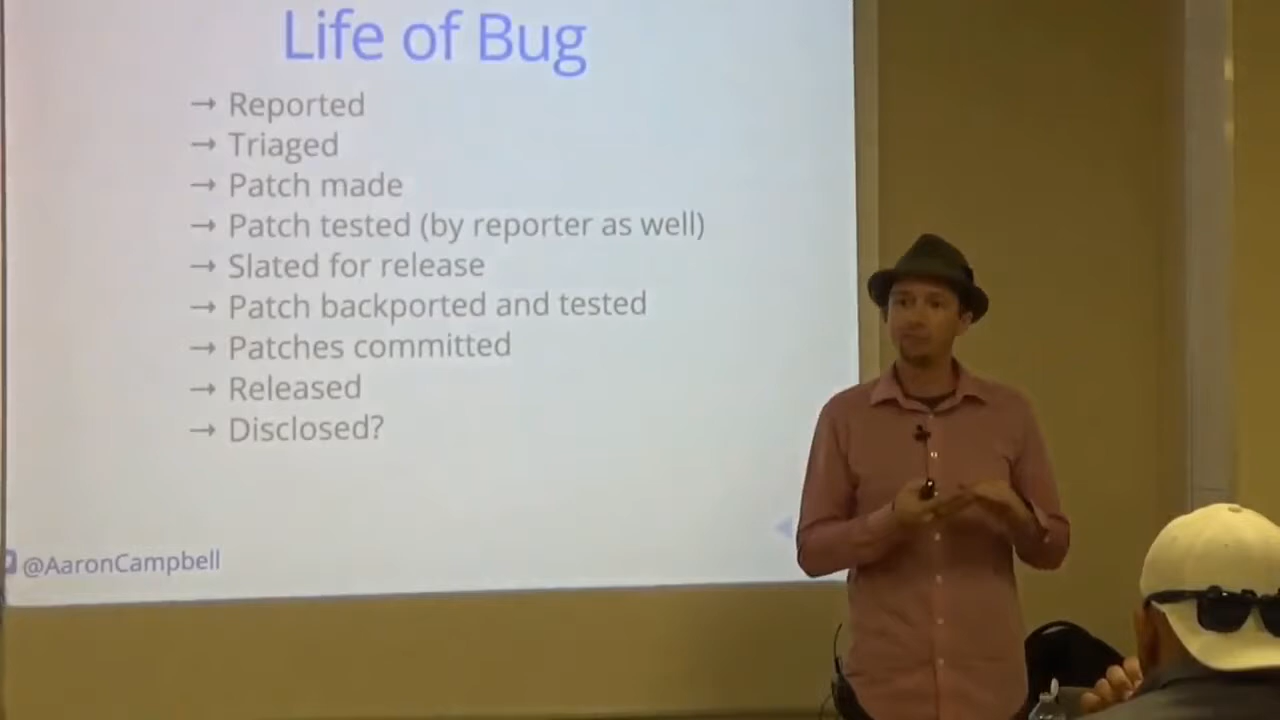 Life of Bug
→ Reported
→ Triaged
→ Patch made
→ Patch tested (by reporter as well)
→ Slated for release
→ Patch backported and tested
→ Patches committed
→ Released
→ Disclosed?
@AaronCampbell